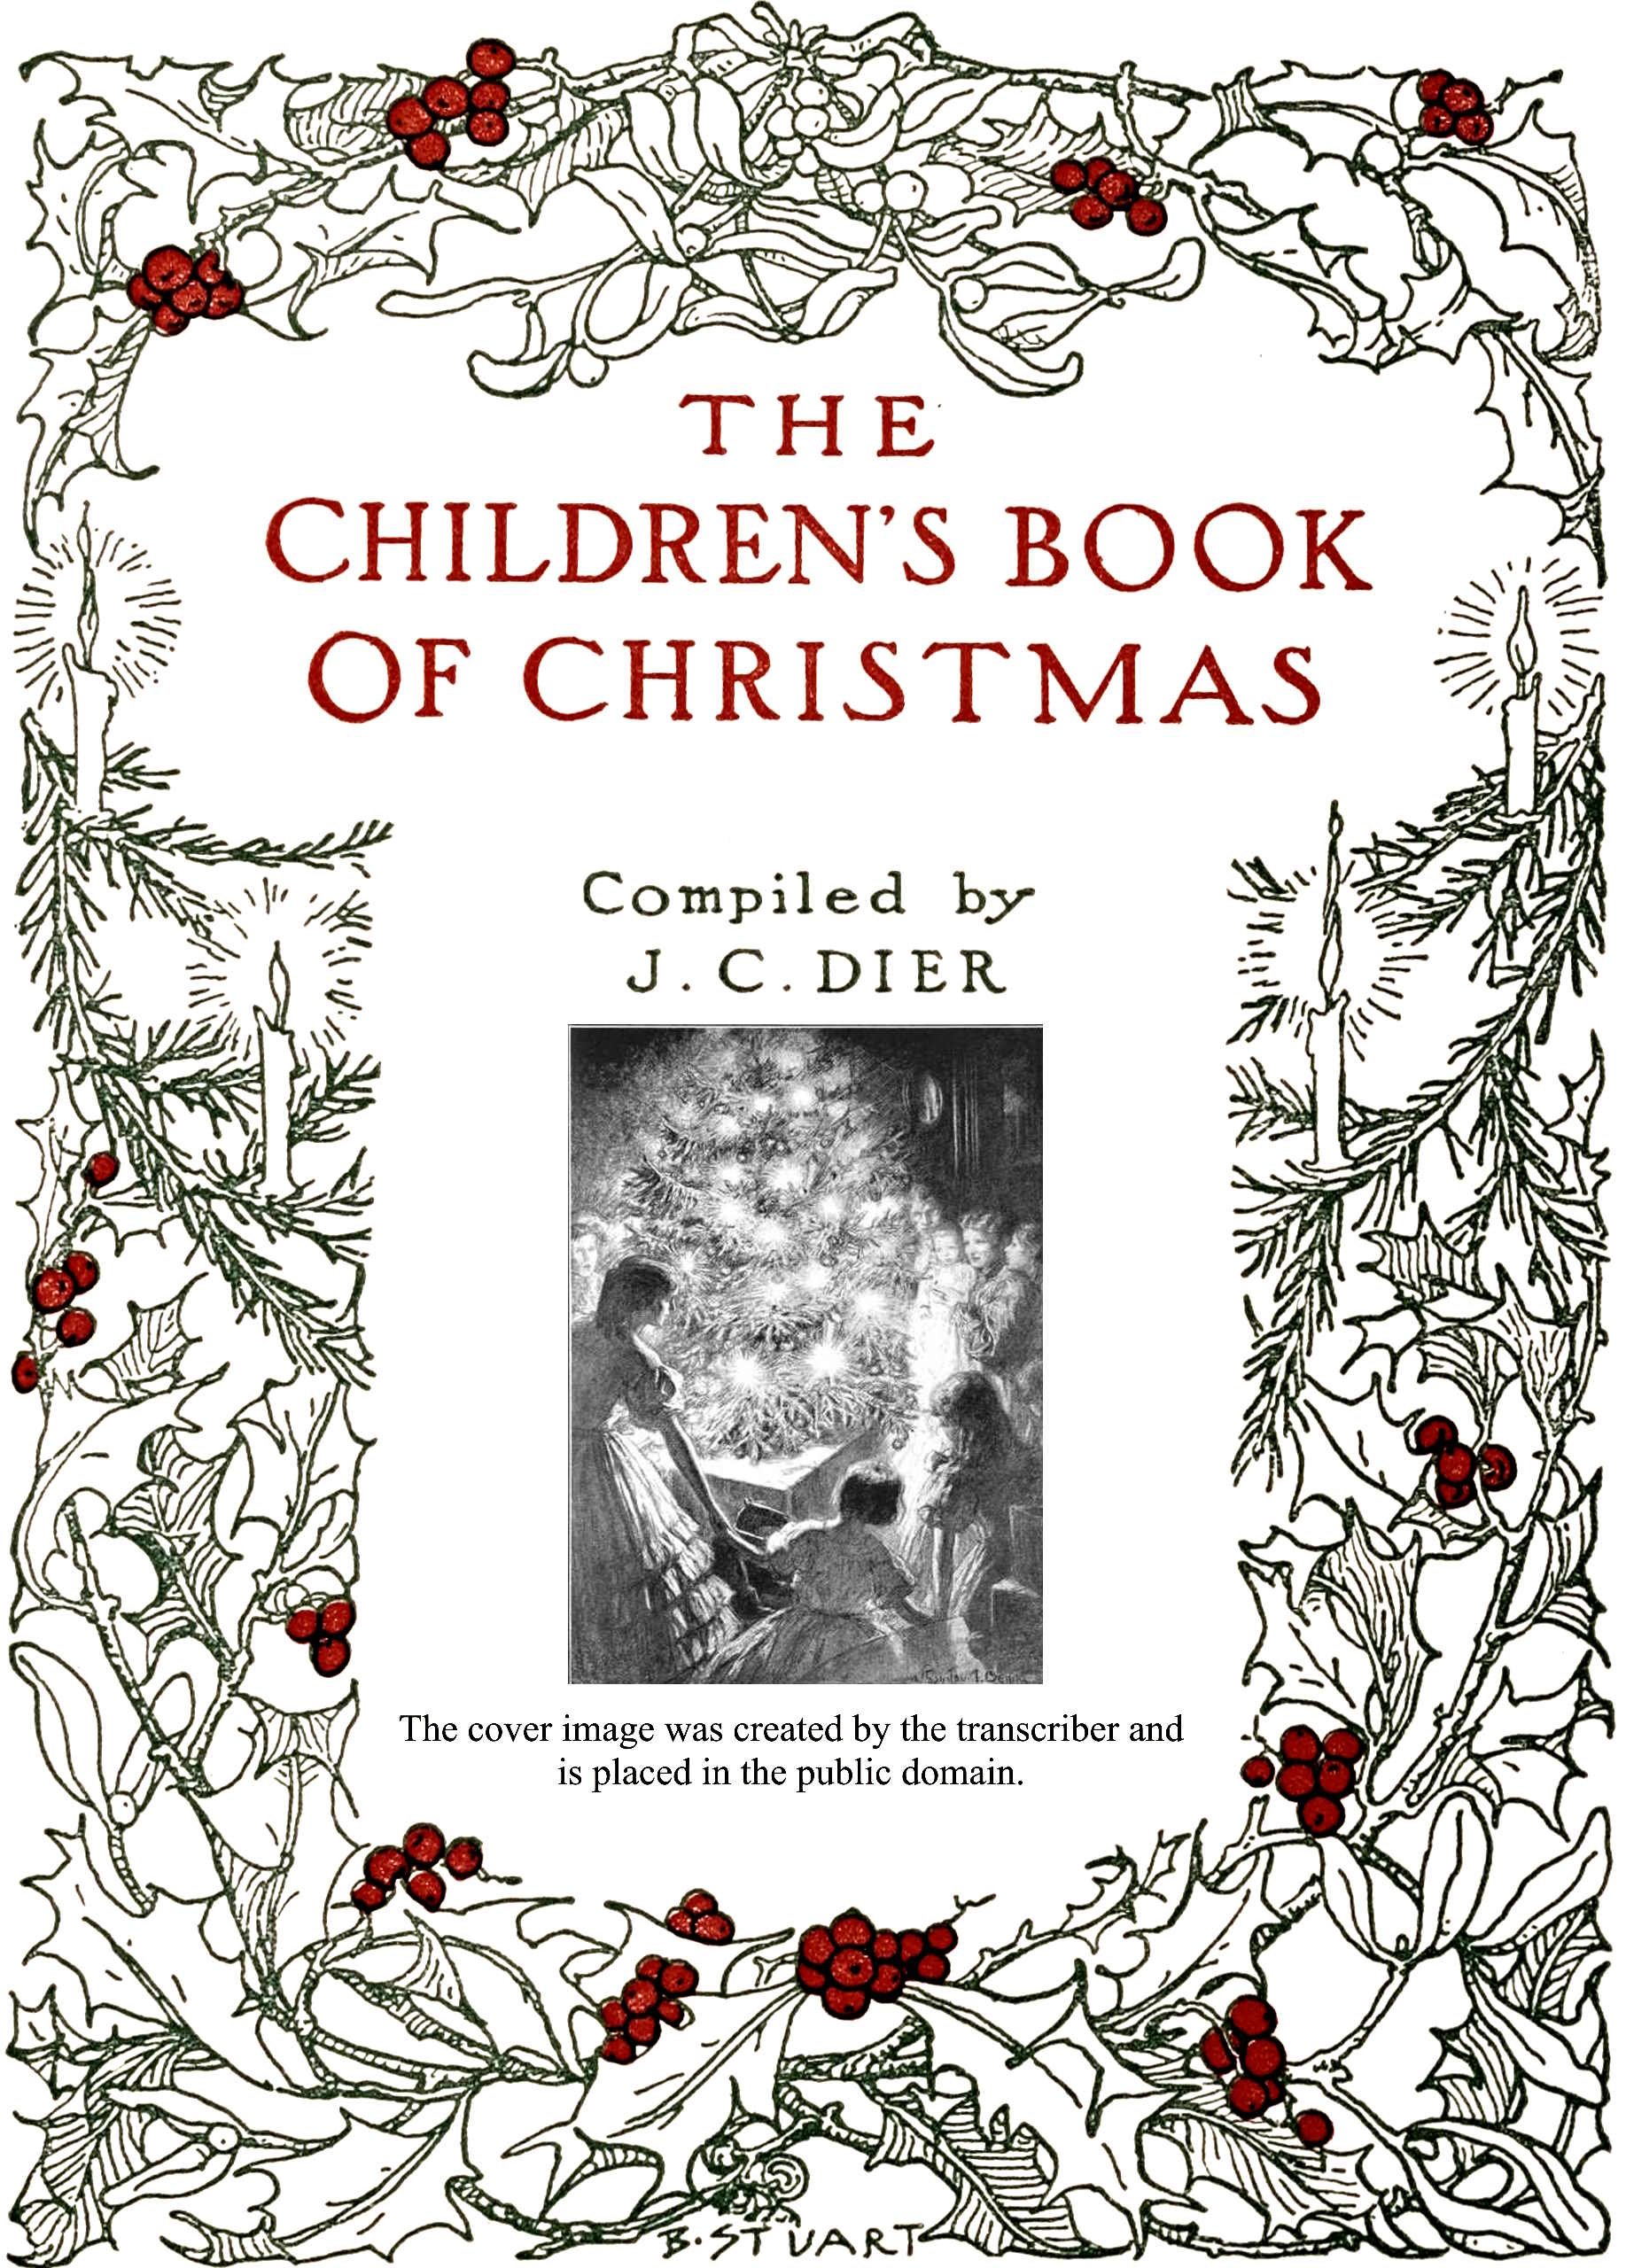 THE
CHILDREN’S BOOK
OF CHRISTMAS
Compiled by
J. C. DIER
The cover image was created by the transcriber and
is placed in the public domain.
B. STUART